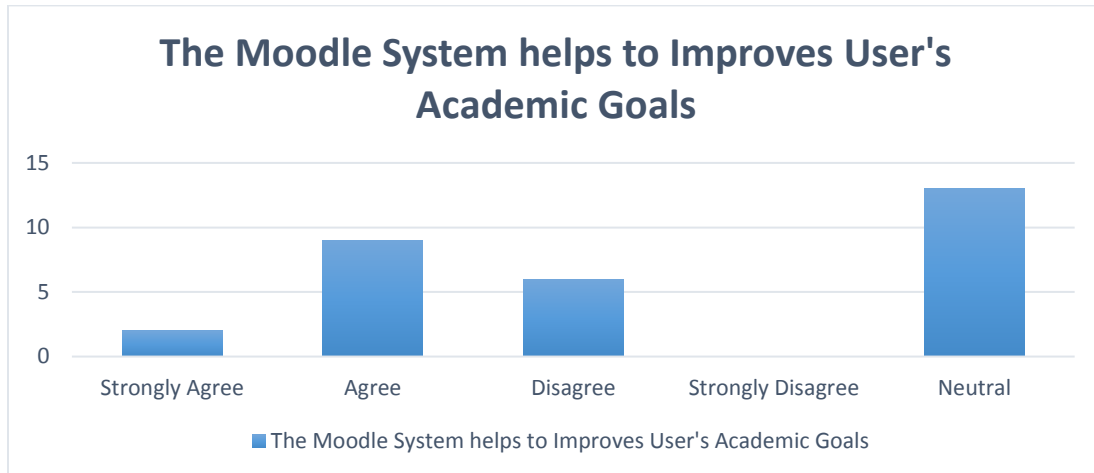 The Moodle System helps to Improves User's
Academic Goals
15
10
5
0
Strongly Agree
Agree
Disagree
Strongly Disagree
Neutral
The Moodle System helps to Improves User's Academic Goals